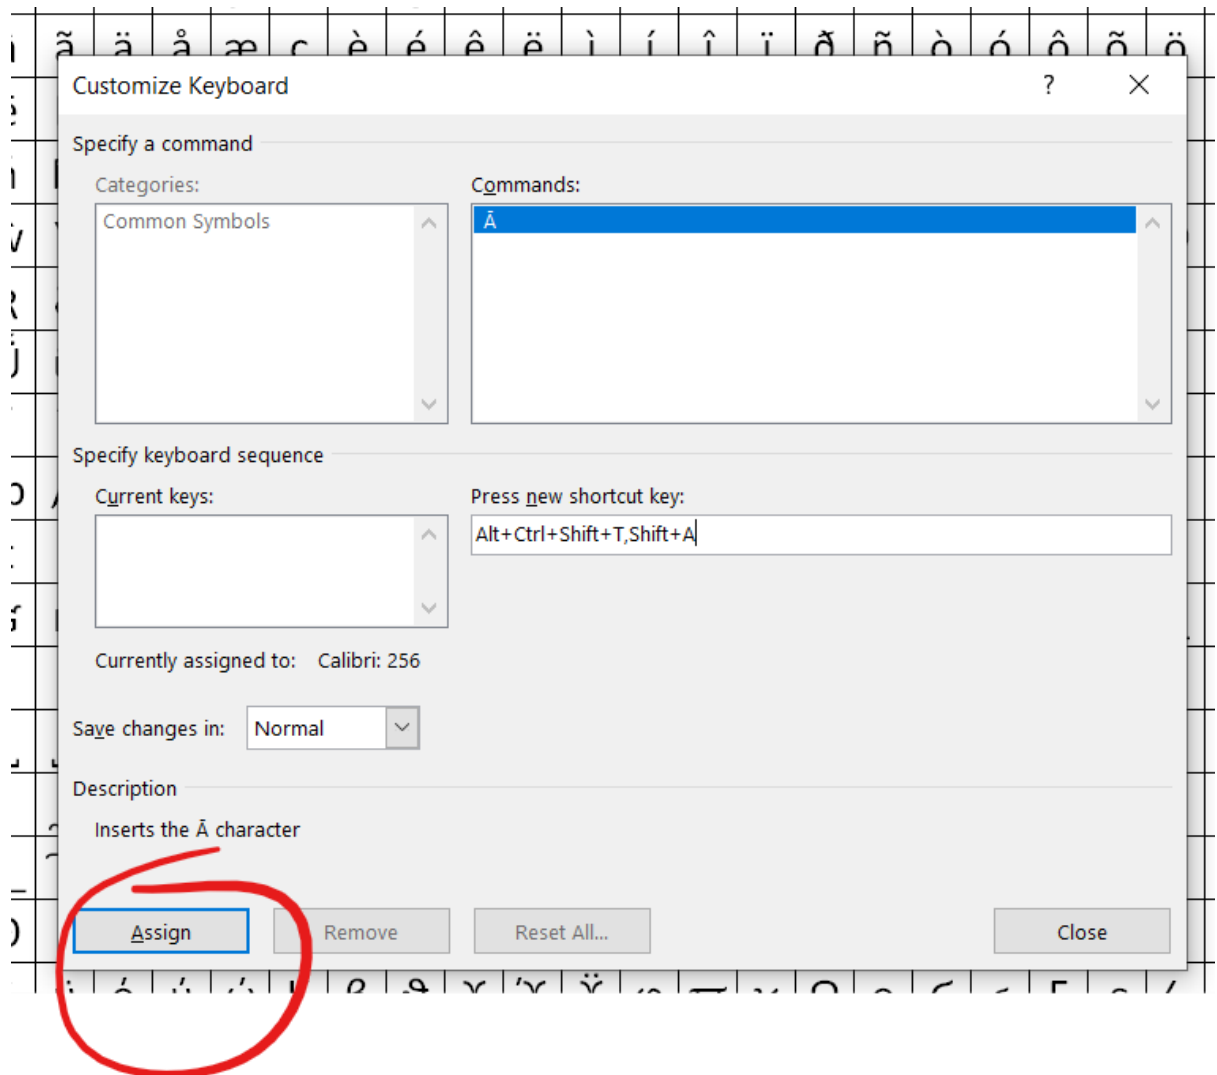 ã ä å æ ç è é ê ë ì í î ï ð ñ ò ó ô õ ö
Customize Keyboard ? ×
Specify a command
Categories: Commands:
Common Symbols Ā
Specify keyboard sequence
Current keys: Press new shortcut key:
Alt+Ctrl+Shift+T,Shift+A
Currently assigned to: Calibri: 256
Save changes in: Normal
Description
Inserts the Ā character
Assign Remove Reset All... Close